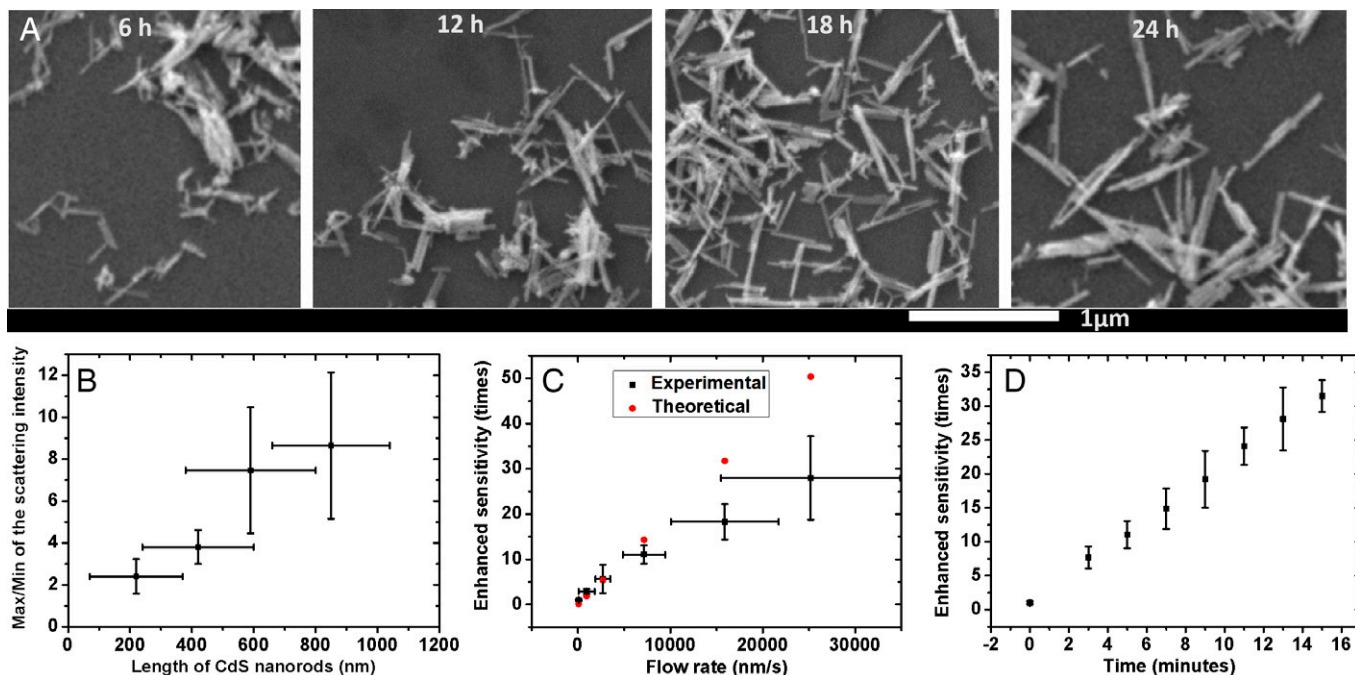 A
6 h
12 h
18 h
24 h
1μm
B
Max/Min of the scattering intensity
12
10
8
6
4
2
0
0 200 400 600 800 1000 1200
Length of CdS nanorods (nm)
C
Enhanced sensitivity (times)
Experimental
Theoretical
50
40
30
20
10
0
0 10000 20000 30000
Flow rate (nm/s)
D
Enhanced sensitivity (times)
35
30
25
20
15
10
5
0
-2 0 2 4 6 8 10 12 14 16
Time (minutes)